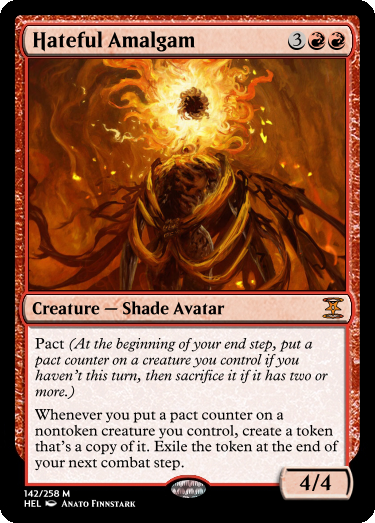 Hateful Amalgam 3
Creature — Shade Avatar
Pact (At the beginning of your end step, put a
pact counter on a creature you control if you
haven't this turn, then sacrifice it if it has two or
more.)
Whenever you put a pact counter on a
nontoken creature you control, create a token
that's a copy of it. Exile the token at the end of
your next combat step.
4/4
142/258 M
HEL Anato Finnstark